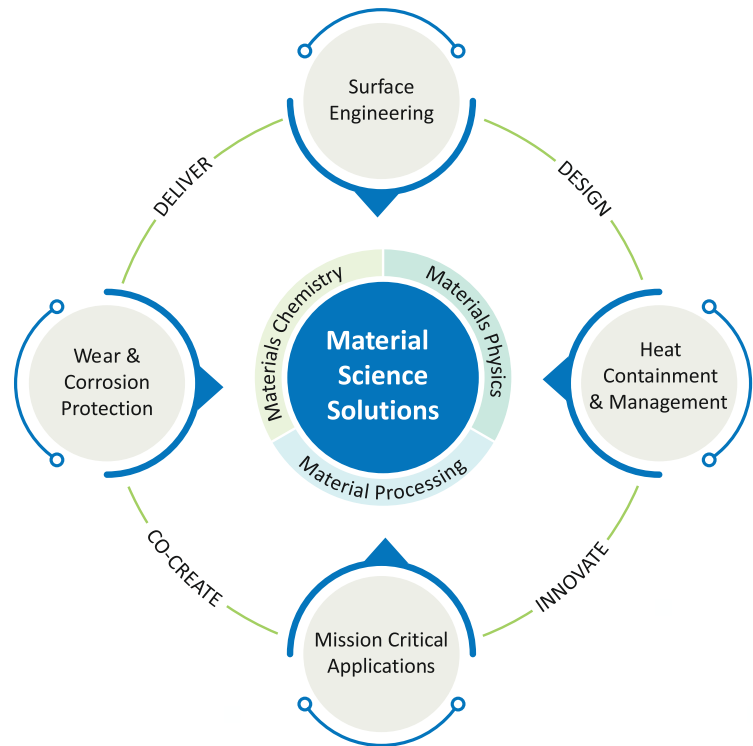 Surface
Engineering
DELIVER
DESIGN
Materials Chemistry
Materials Physics
Material
Science
Solutions
Material Processing
Wear &
Corrosion
Protection
Heat
Containment
& Management
CO-CREATE
INNOVATE
Mission Critical
Applications